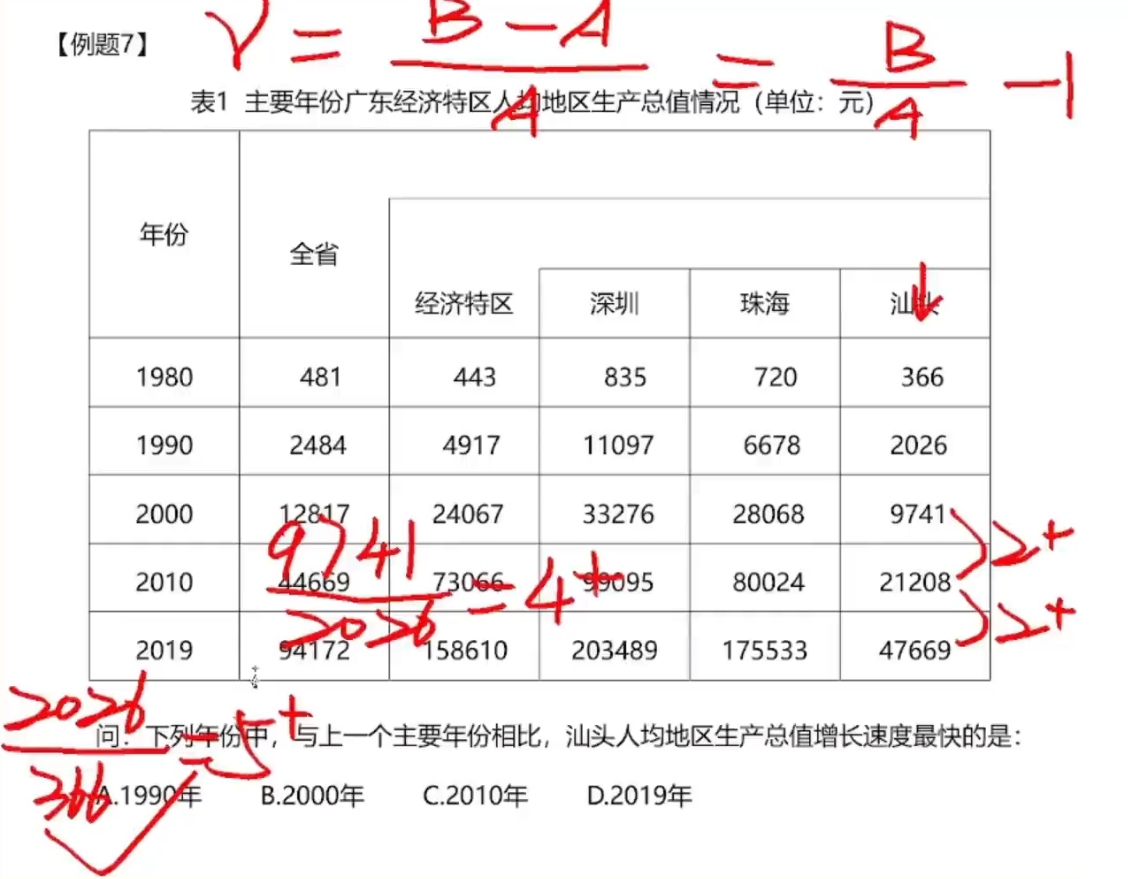 r = B-A / A = B / A - 1
【例题7】
表1 主要年份广东经济特区人均地区生产总值情况（单位：元）
年份 全省 经济特区 深圳 珠海 汕头
1980 481 443 835 720 366
1990 2484 4917 11097 6678 2026
2000 12817 24067 33276 28068 9741
2010 44669 73066 99095 80024 21208
2019 94172 158610 203489 175533 47669
2+
2+
9741 / 2026 = 4+
2026 / 366 = 5+
问：下列年份中，与上一个主要年份相比，汕头人均地区生产总值增长速度最快的是：
A.1990年 B.2000年 C.2010年 D.2019年